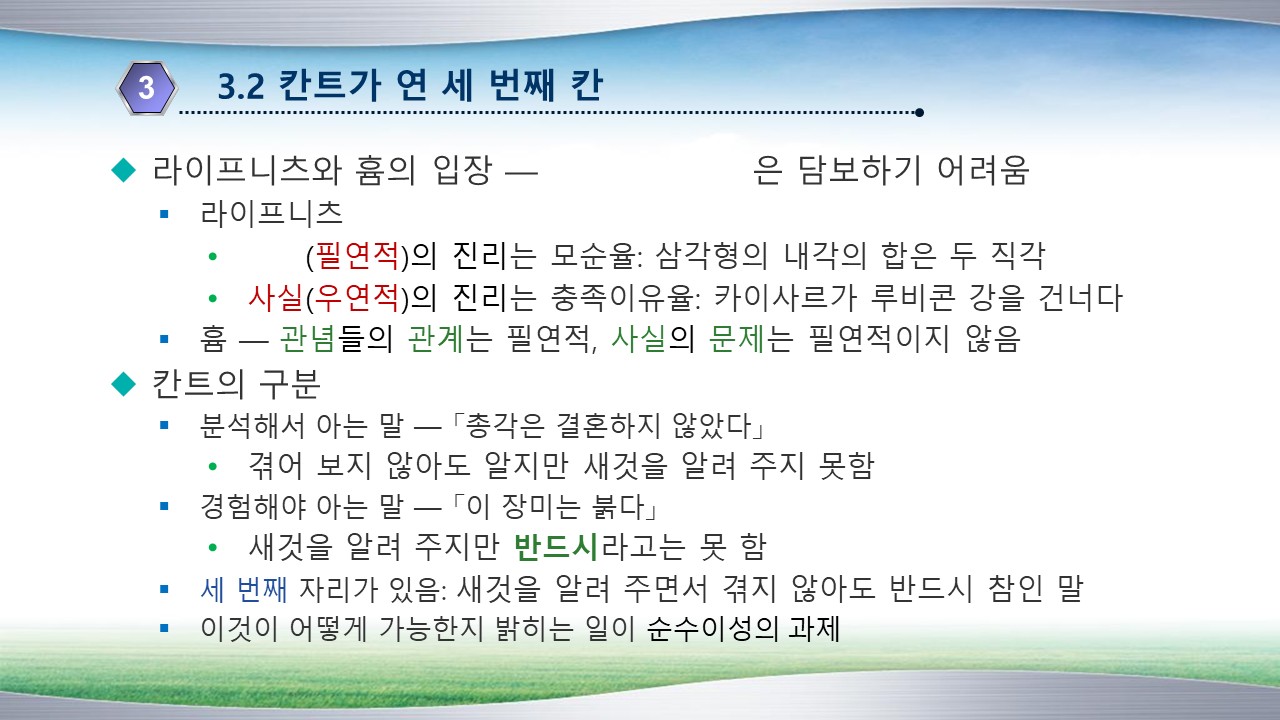 3
3.2 칸트가 연 세 번째 칸
라이프니츠와 흄의 입장 — 은 담보하기 어려움
라이프니츠
(필연적)의 진리는 모순율: 삼각형의 내각의 합은 두 직각
사실(우연적)의 진리는 충족이유율: 카이사르가 루비콘 강을 건너다
흄 — 관념들의 관계는 필연적, 사실의 문제는 필연적이지 않음
칸트의 구분
분석해서 아는 말 —「총각은 결혼하지 않았다」
겪어 보지 않아도 알지만 새것을 알려 주지 못함
경험해야 아는 말 —「이 장미는 붉다」
새것을 알려 주지만 반드시라고는 못 함
세 번째 자리가 있음: 새것을 알려 주면서 겪지 않아도 반드시 참인 말
이것이 어떻게 가능한지 밝히는 일이 순수이성의 과제